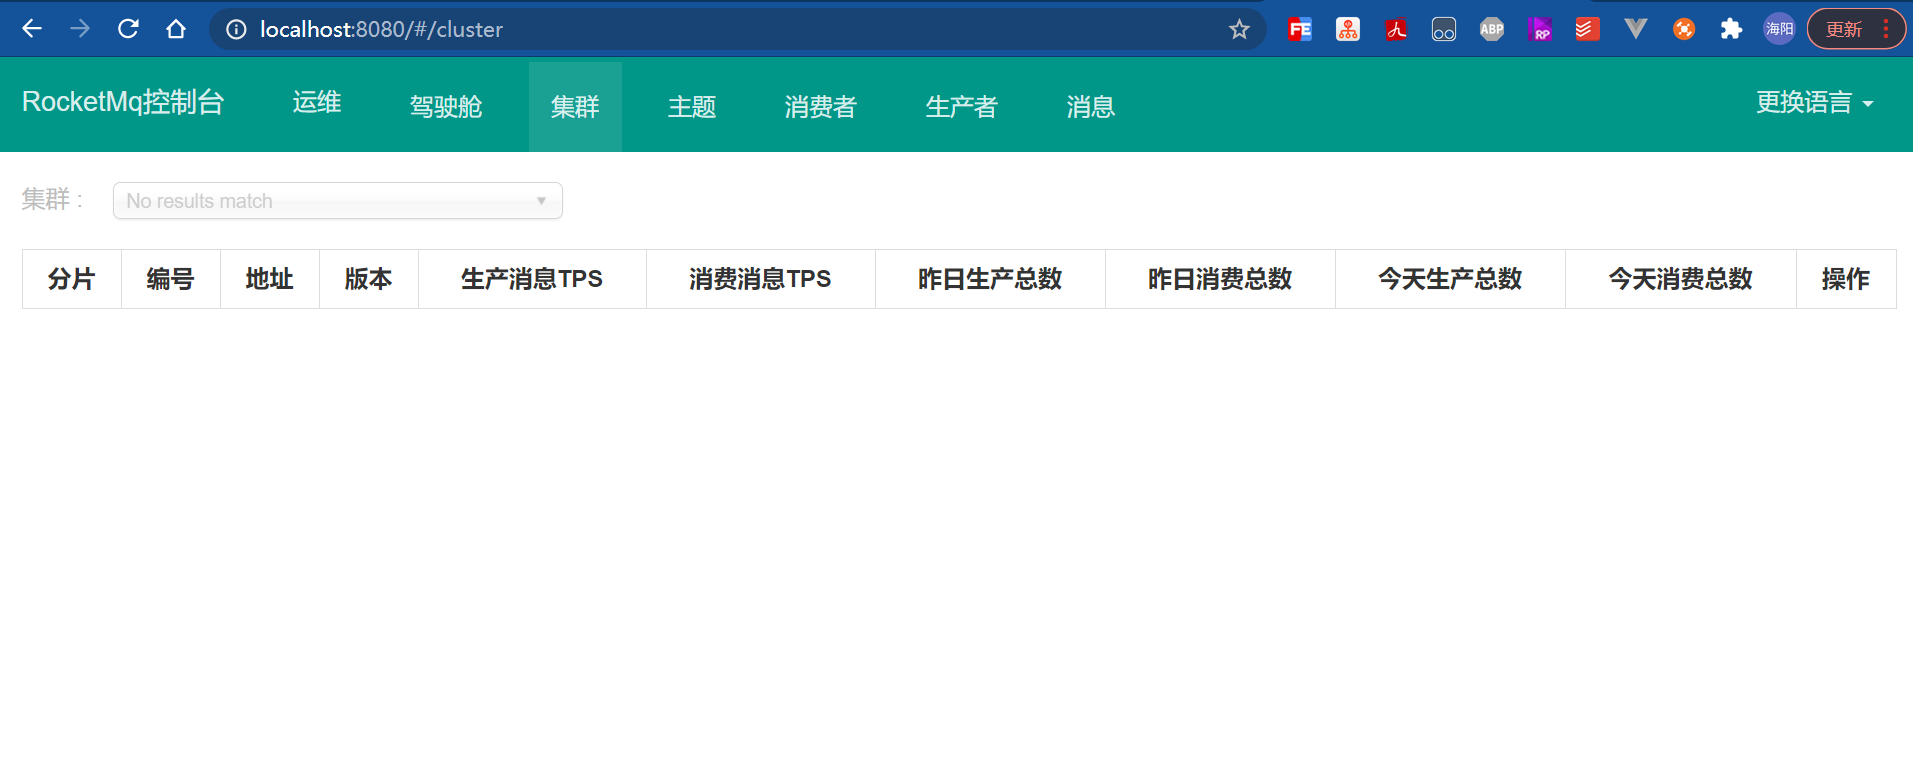 localhost:8080/#/cluster
FE
ABP
RP
海阳
更新
RocketMq控制台 运维 驾驶舱 集群 主题 消费者 生产者 消息 更换语言
集群 : No results match
分片 编号 地址 版本 生产消息TPS 消费消息TPS 昨日生产总数 昨日消费总数 今天生产总数 今天消费总数 操作